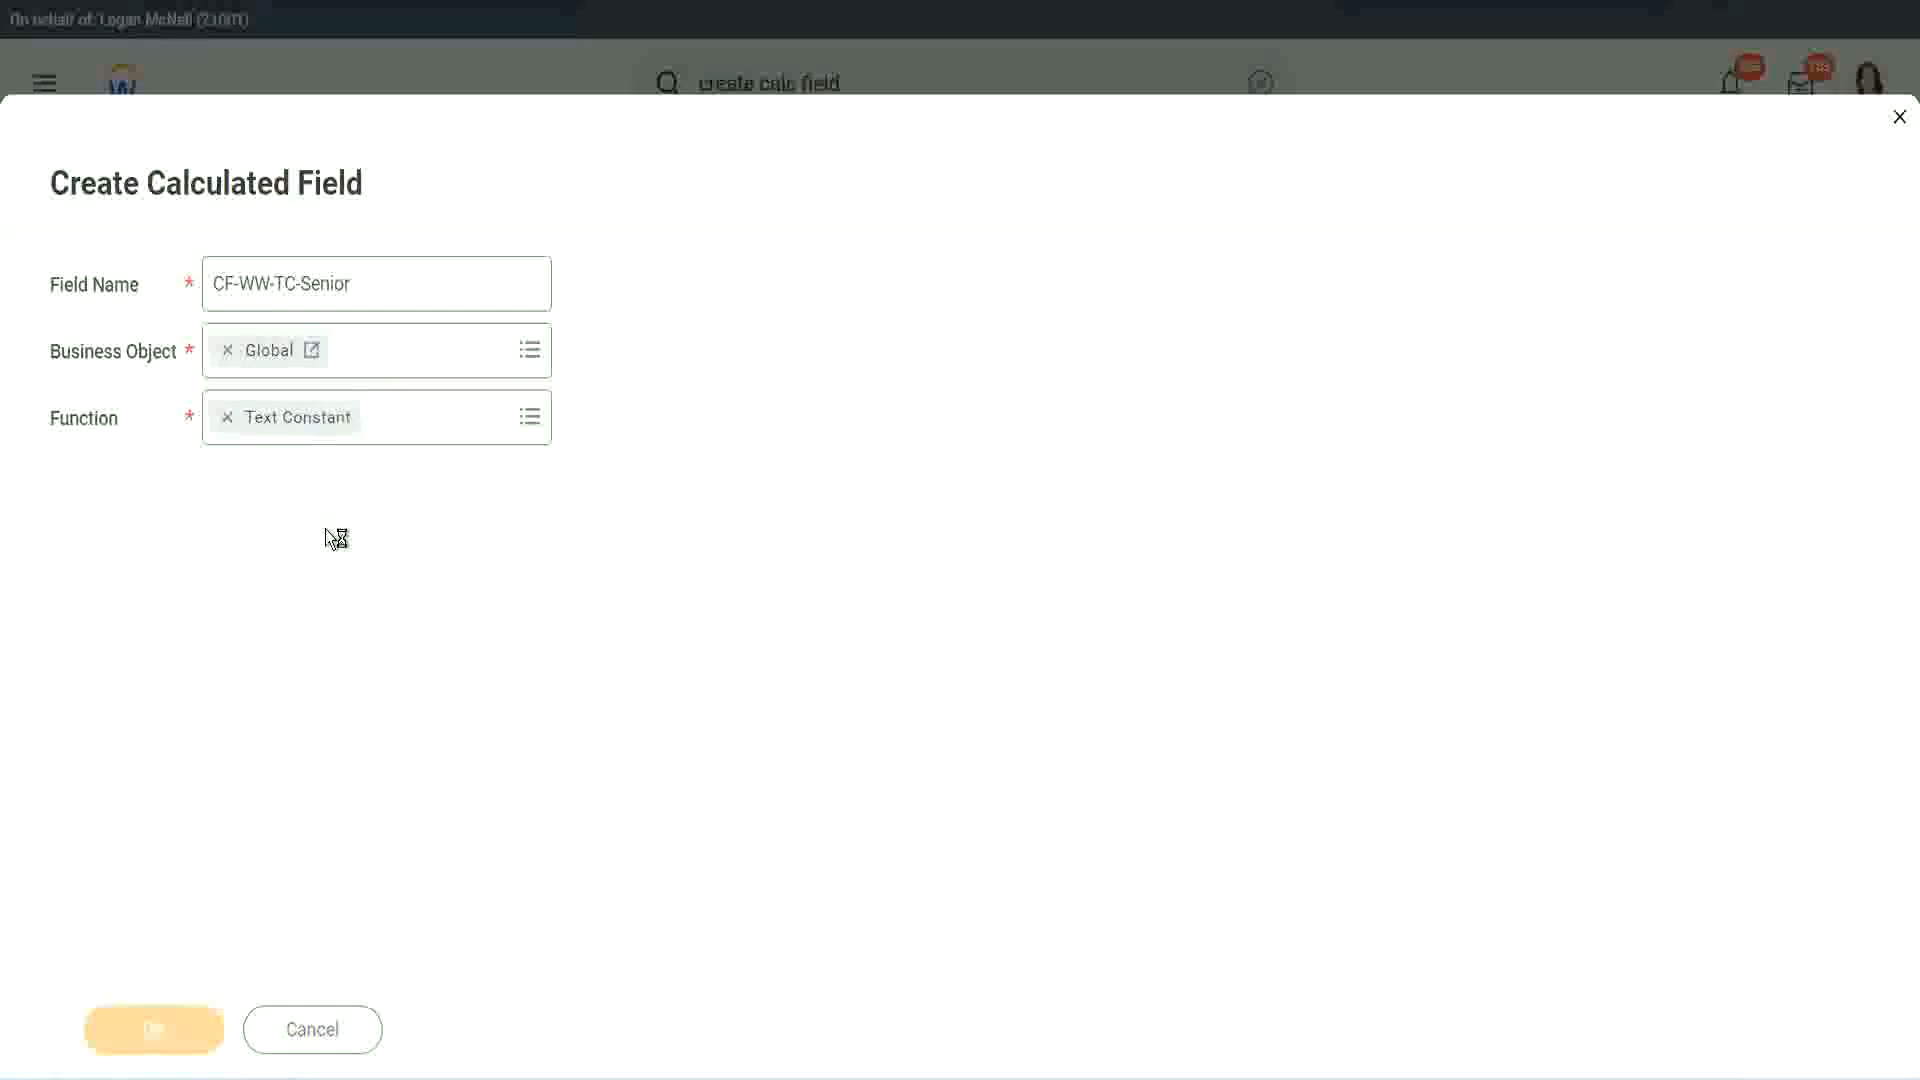 On behalf of: Logan McNeil (21001)
create calc field
Create Calculated Field
Field Name *
CF-WW-TC-Senior
Business Object *
Global
Function *
Text Constant
Cancel